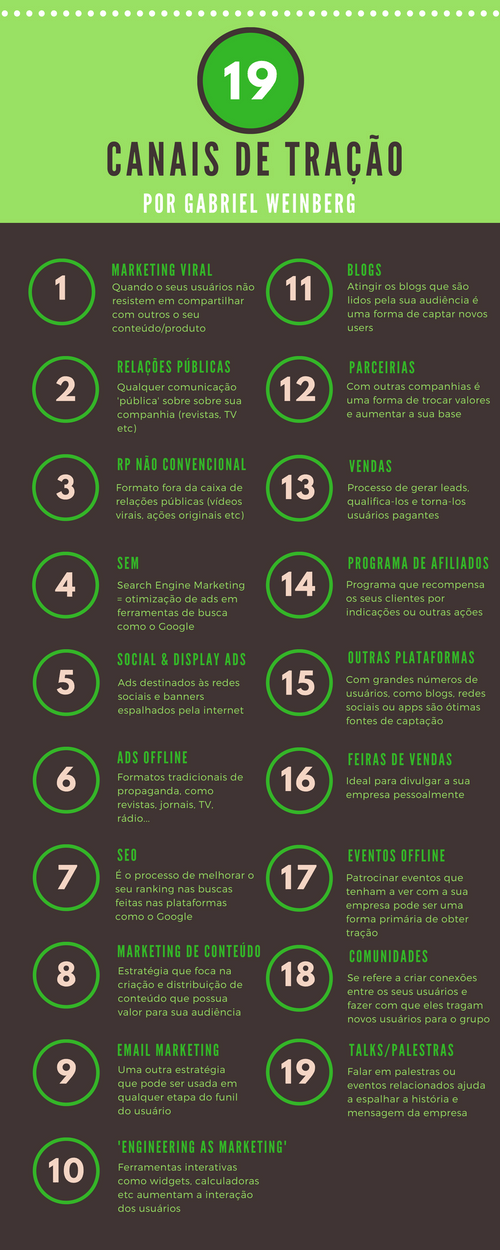 19
CANAIS DE TRAÇÃO
POR GABRIEL WEINBERG
1
MARKETING VIRAL
Quando o seus usuários não
resistem em compartilhar
com outros o seu
conteúdo/produto
2
RELAÇÕES PÚBLICAS
Qualquer comunicação
'pública' sobre sobre sua
companhia (revistas, TV
etc)
3
RP NÃO CONVENCIONAL
Formato fora da caixa de
relações públicas (vídeos
virais, ações originais etc)
4
SEM
Search Engine Marketing
= otimização de ads em
ferramentas de busca
como o Google
5
SOCIAL & DISPLAY ADS
Ads destinados às redes
sociais e banners
espalhados pela internet
6
ADS OFFLINE
Formatos tradicionais de
propaganda, como
revistas, jornais, TV,
rádio...
7
SEO
É o processo de melhorar o
seu ranking nas buscas
feitas nas plataformas
como o Google
8
MARKETING DE CONTEÚDO
Estratégia que foca na
criação e distribuição de
conteúdo que possua
valor para sua audiência
9
EMAIL MARKETING
Uma outra estratégia
que pode ser usada em
qualquer etapa do funil
do usuário
10
'ENGINEERING AS MARKETING'
Ferramentas interativas
como widgets, calculadoras
etc aumentam a interação
dos usuários
11
BLOGS
Atingir os blogs que são
lidos pela sua audiência é
uma forma de captar novos
users
12
PARCEIRIAS
Com outras companhias é
uma forma de trocar valores
e aumentar a sua base
13
VENDAS
Processo de gerar leads,
qualifica-los e torna-los
usuários pagantes
14
PROGRAMA DE AFILIADOS
Programa que recompensa
os seus clientes por
indicações ou outras ações
15
OUTRAS PLATAFORMAS
Com grandes números de
usuários, como blogs, redes
sociais ou apps são ótimas
fontes de captação
16
FEIRAS DE VENDAS
Ideal para divulgar a sua
empresa pessoalmente
17
EVENTOS OFFLINE
Patrocinar eventos que
tenham a ver com a sua
empresa pode ser uma
forma primária de obter
tração
18
COMUNIDADES
Se refere a criar conexões
entre os seus usuários e
fazer com que eles tragam
novos usuários para o grupo
19
TALKS/PALESTRAS
Falar em palestras ou
eventos relacionados ajuda
a espalhar a história e
mensagem da empresa